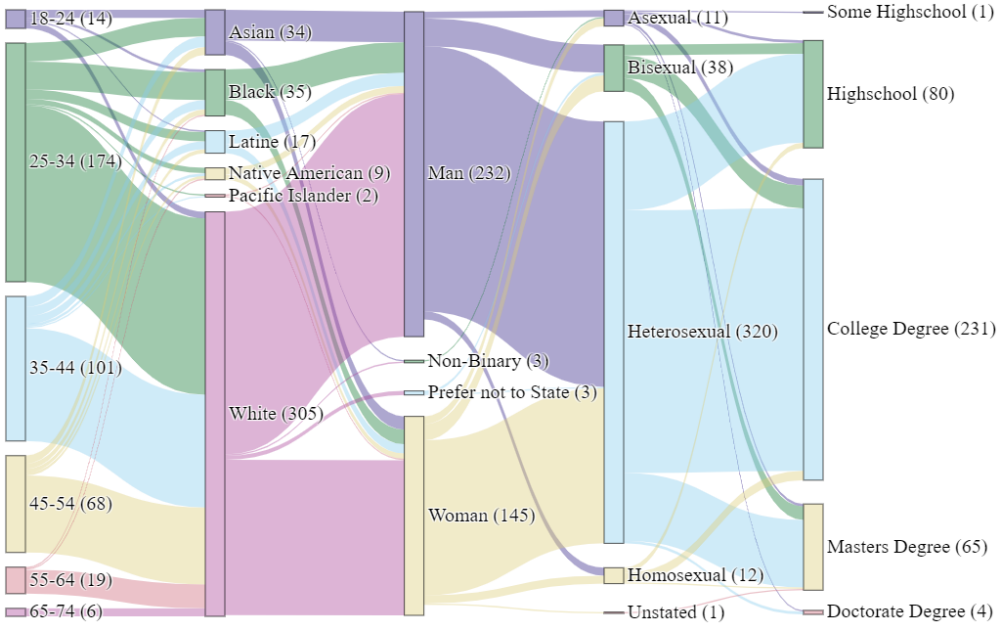 18-24 (14)
25-34 (174)
35-44 (101)
45-54 (68)
55-64 (19)
65-74 (6)
Asian (34)
Black (35)
Latine (17)
Native American (9)
Pacific Islander (2)
White (305)
Man (232)
Non-Binary (3)
Prefer not to State (3)
Woman (145)
Asexual (11)
Bisexual (38)
Heterosexual (320)
Homosexual (12)
Unstated (1)
Some Highschool (1)
Highschool (80)
College Degree (231)
Masters Degree (65)
Doctorate Degree (4)